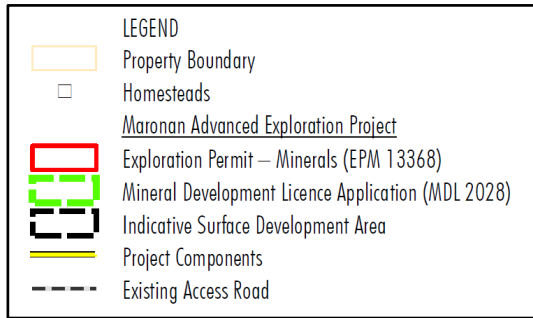 LEGEND
Property Boundary
Homesteads
Maronan Advanced Exploration Project
Exploration Permit – Minerals (EPM 13368)
Mineral Development Licence Application (MDL 2028)
Indicative Surface Development Area
Project Components
Existing Access Road